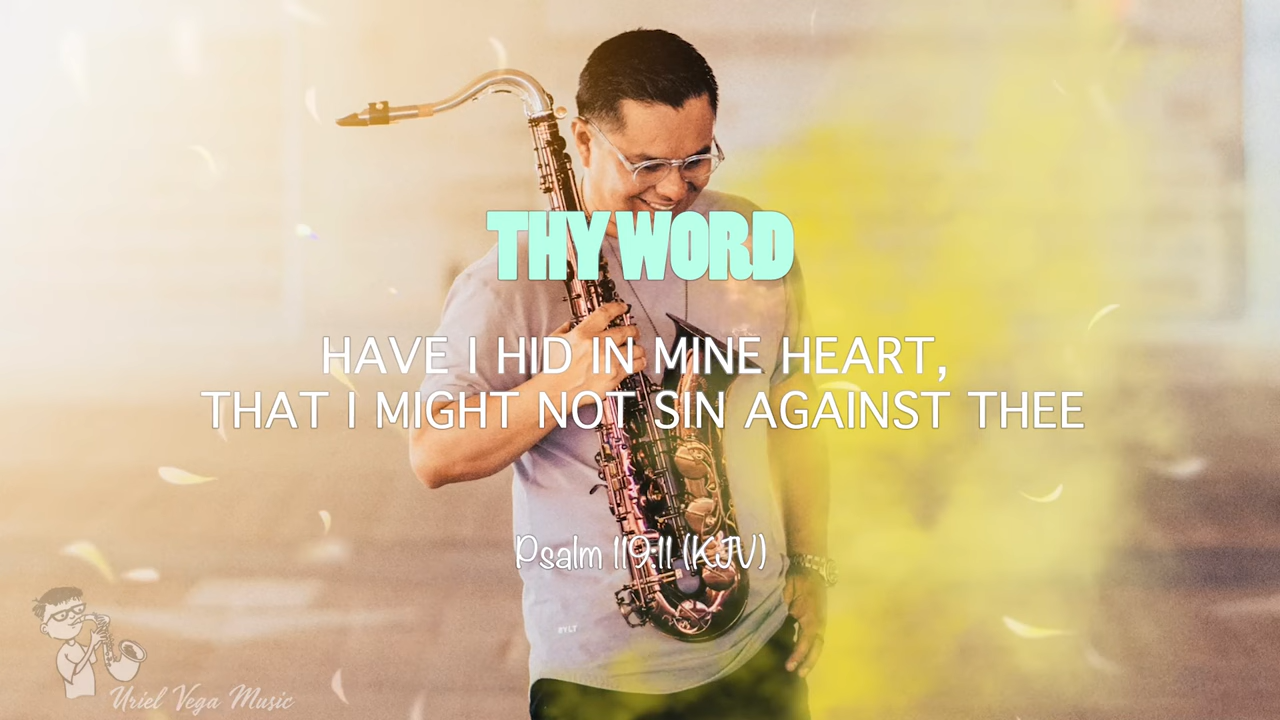 THY WORD
HAVE I HID IN MINE HEART,
THAT I MIGHT NOT SIN AGAINST THEE
Psalm 119:11 (KJV)
BYLT
Uriel Vega Music